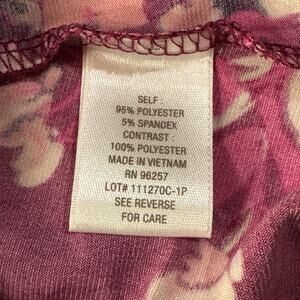 SELF :
95% POLYESTER
5% SPANDEX
CONTRAST :
100% POLYESTER
MADE IN VIETNAM
RN 96257
LOT# 111270C-1P
SEE REVERSE
FOR CARE